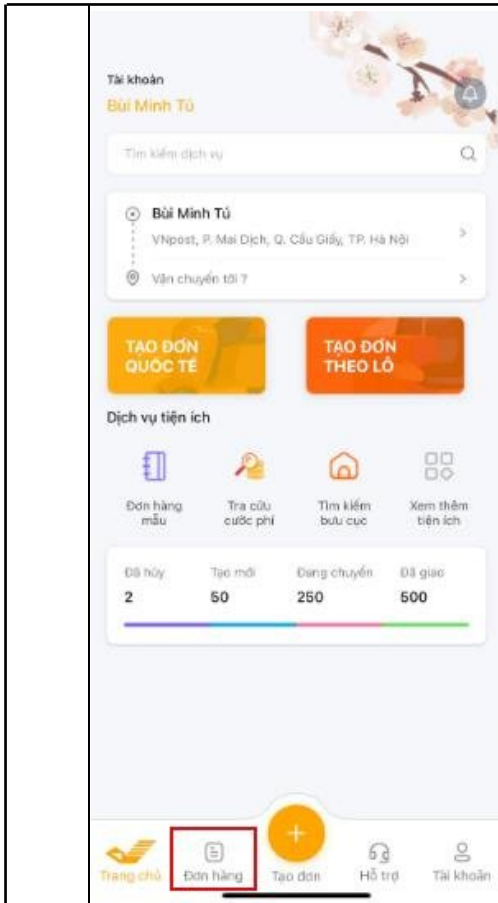 Tài khoản
Bùi Minh Tú
Tìm kiếm dịch vụ
Bùi Minh Tú
VNpost, P. Mai Dịch, Q. Cầu Giấy, TP. Hà Nội
Vận chuyển tới ?
TẠO ĐƠN
QUỐC TẾ
TẠO ĐƠN
THEO LÔ
Dịch vụ tiện ích
Đơn hàng
mẫu
Tra cứu
cước phí
Tìm kiếm
bưu cục
Xem thêm
tiện ích
Đã hủy
Tạo mới
Đang chuyển
Đã giao
2
50
250
500
Trang chủ
Đơn hàng
Tạo đơn
Hỗ trợ
Tài khoản